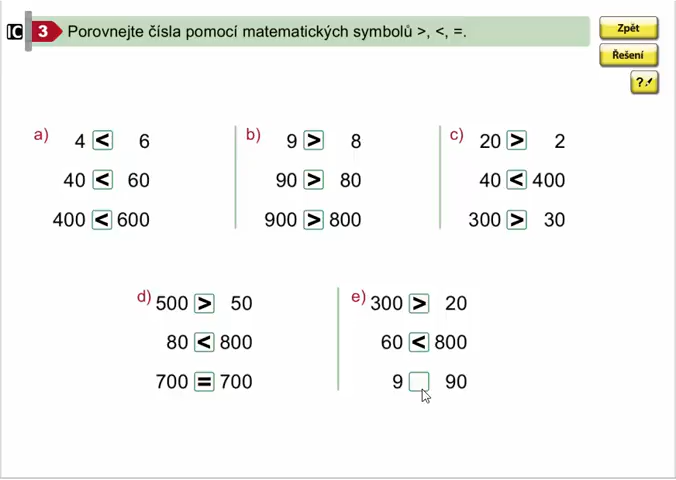 3 Porovnejte čísla pomocí matematických symbolů >, <, =.
Zpět
Řešení
?
a) 4 < 6
40 < 60
400 < 600
b) 9 > 8
90 > 80
900 > 800
c) 20 > 2
40 < 400
300 > 30
d) 500 > 50
80 < 800
700 = 700
e) 300 > 20
60 < 800
9 90